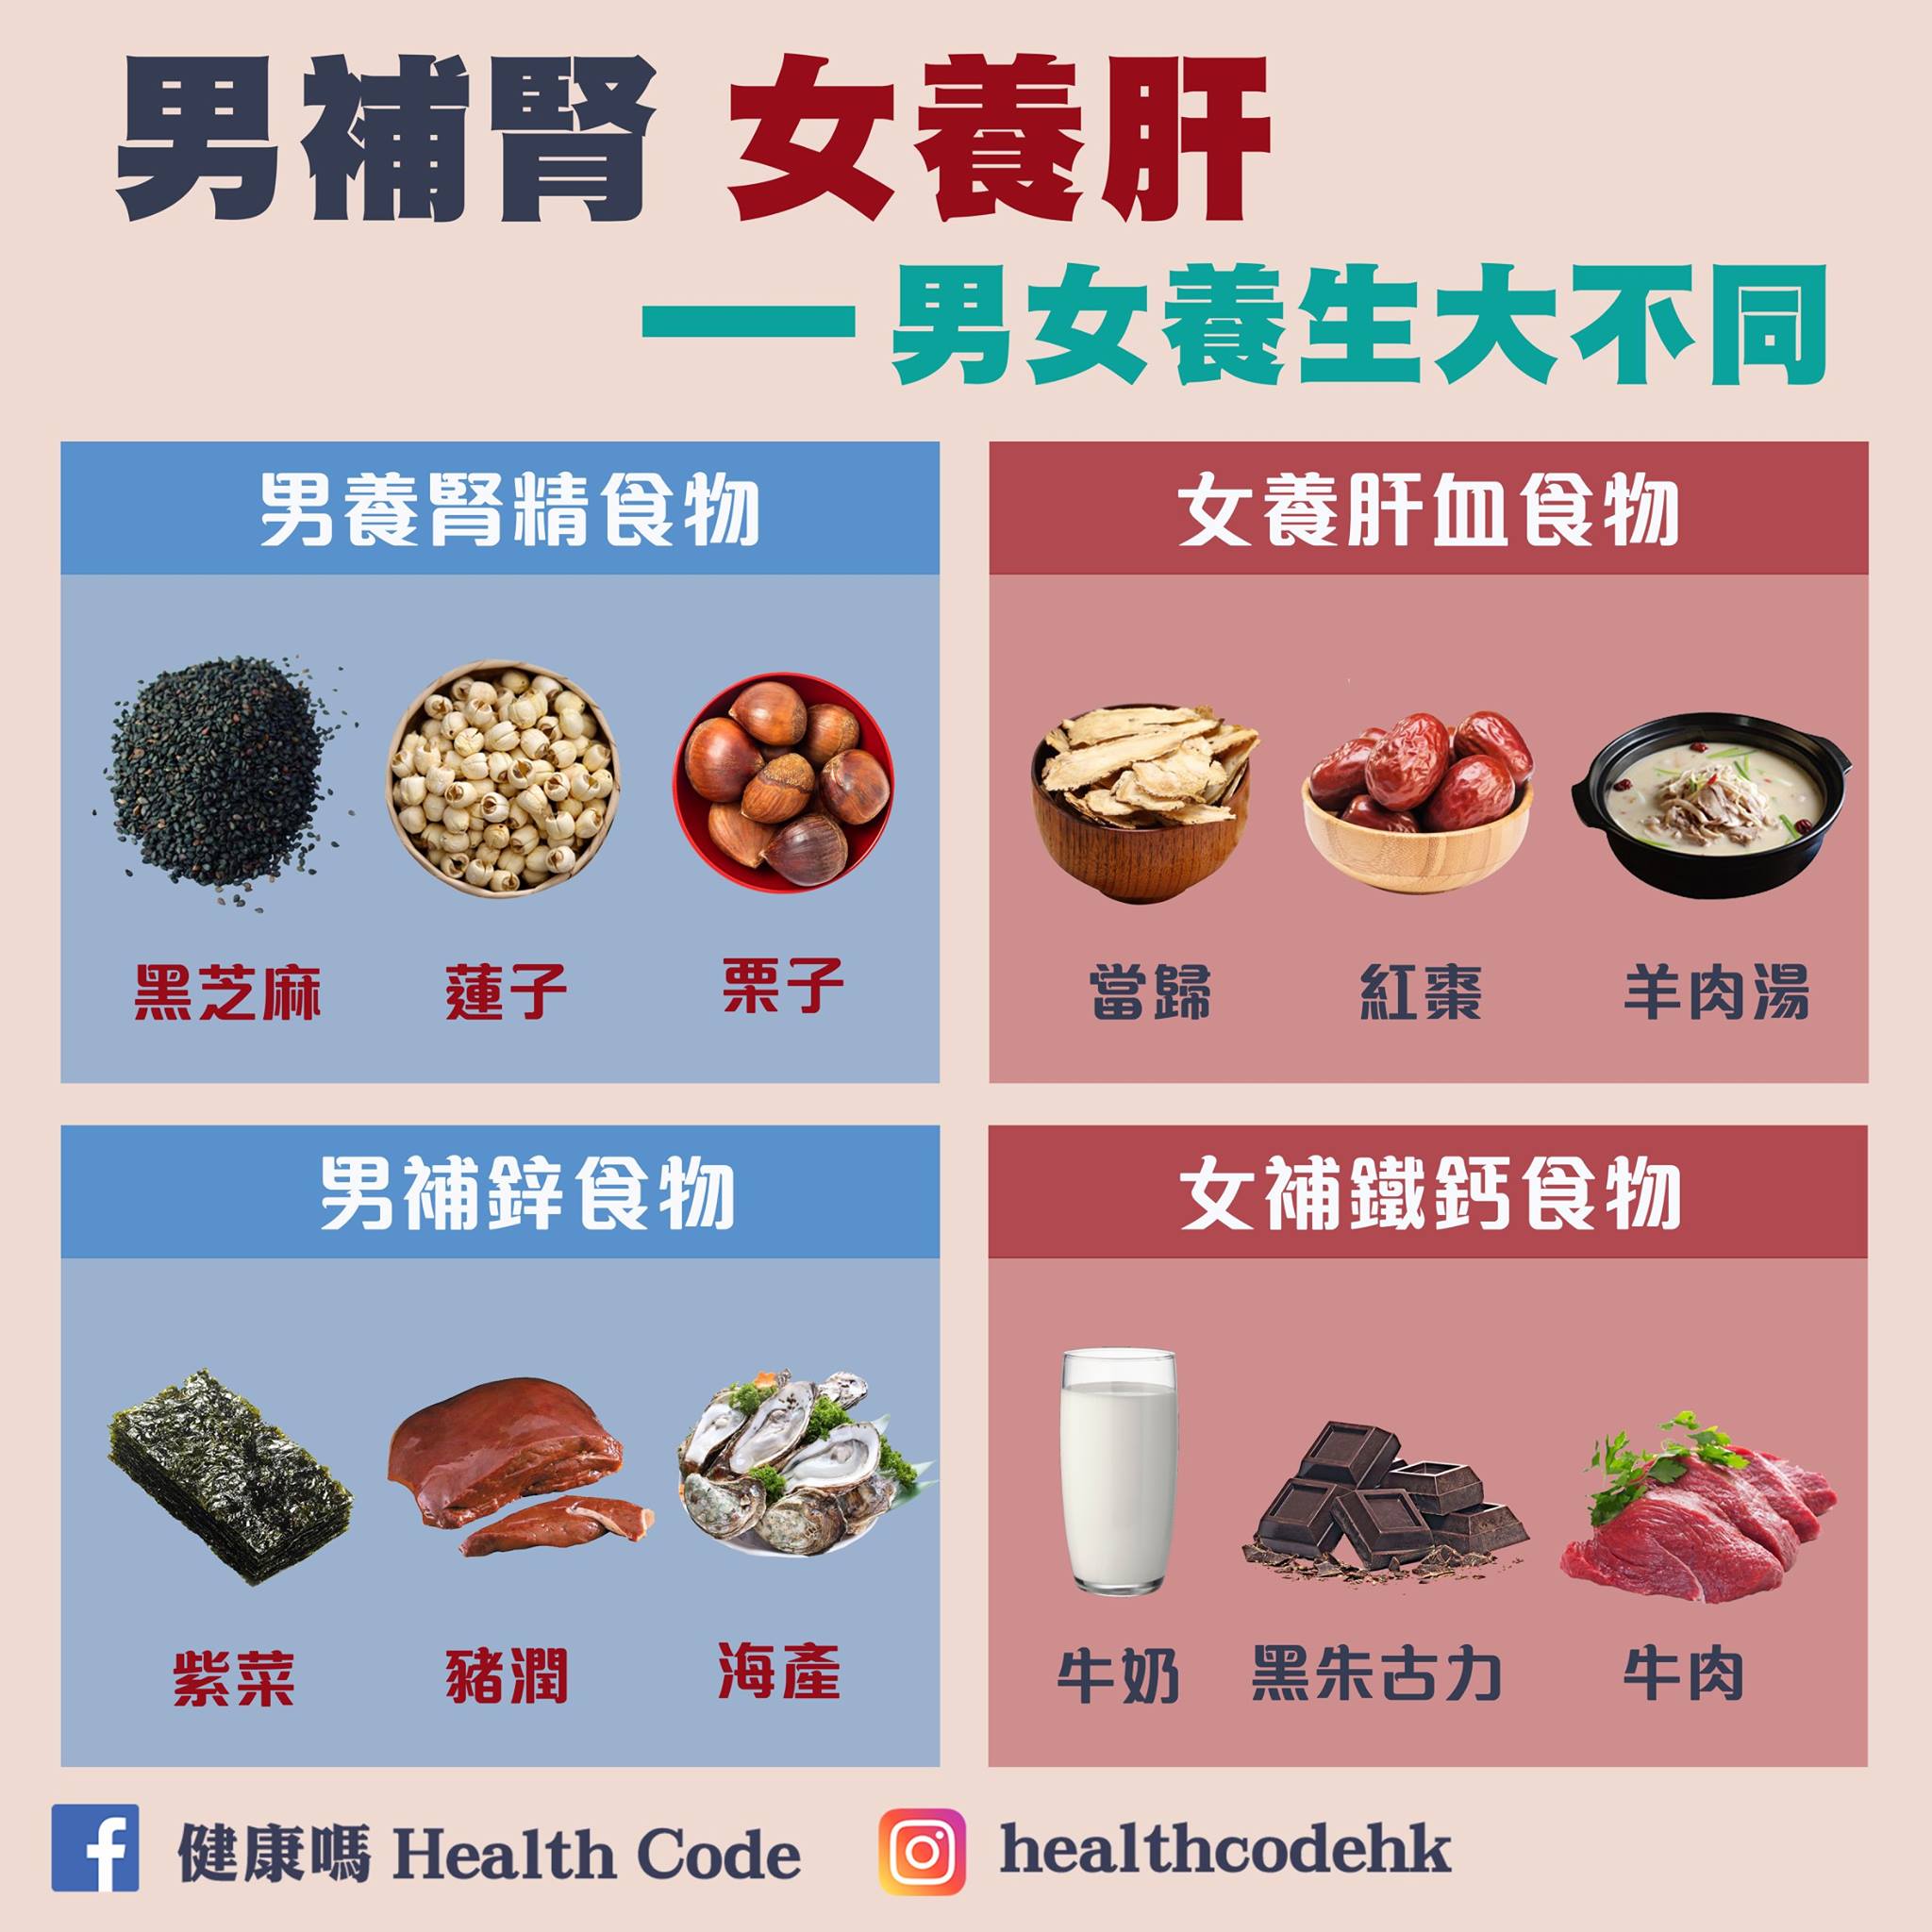 男補腎 女養肝
——男女養生大不同
男養腎精食物
黑芝麻 蓮子 栗子
女養肝血食物
當歸 紅棗 羊肉湯
男補鋅食物
紫菜 豬潤 海產
女補鐵鈣食物
牛奶 黑朱古力 牛肉
健康嗎 Health Code
healthcodehk